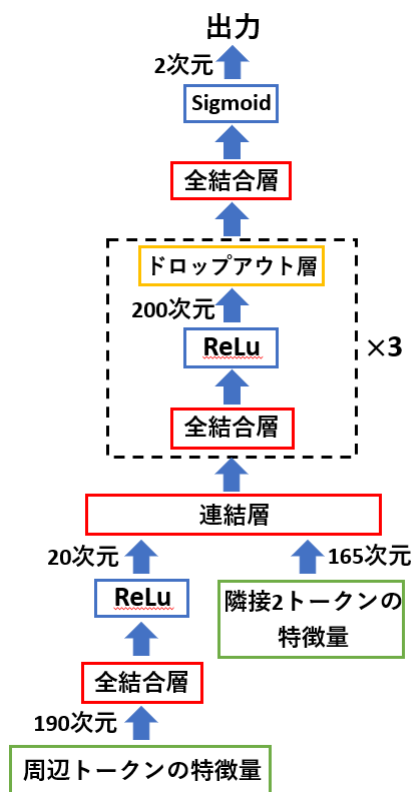 出力
2次元
Sigmoid
全結合層
ドロップアウト層
200次元
ReLu
×3
全結合層
連結層
20次元
165次元
ReLu
隣接2トークンの
特徴量
全結合層
190次元
周辺トークンの特徴量